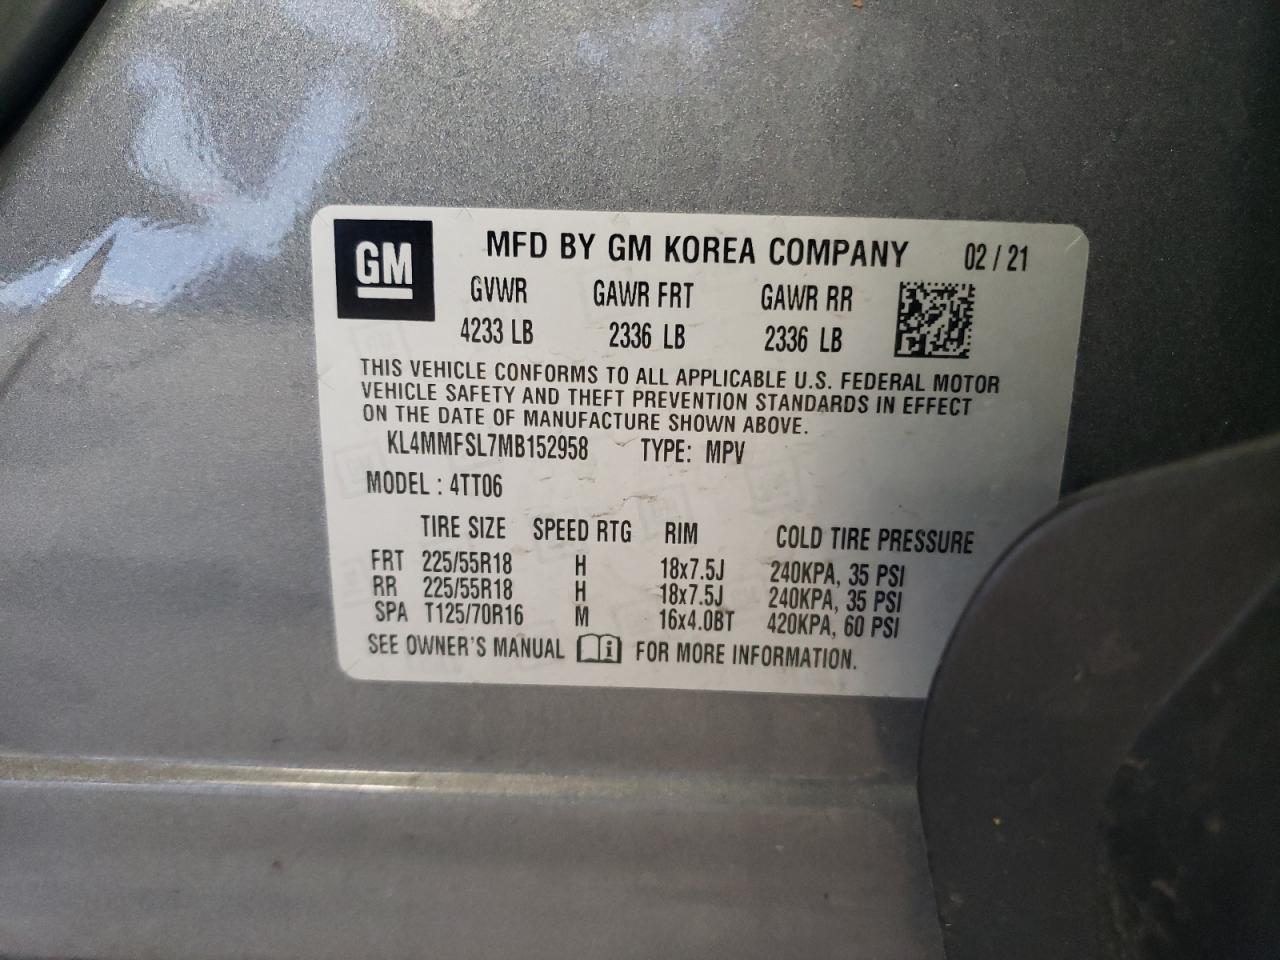 GM
MFD BY GM KOREA COMPANY 02 / 21
GVWR GAWR FRT GAWR RR
4233 LB 2336 LB 2336 LB
THIS VEHICLE CONFORMS TO ALL APPLICABLE U.S. FEDERAL MOTOR
VEHICLE SAFETY AND THEFT PREVENTION STANDARDS IN EFFECT
ON THE DATE OF MANUFACTURE SHOWN ABOVE.
KL4MMFSL7MB152958 TYPE: MPV
MODEL : 4TT06
TIRE SIZE SPEED RTG RIM COLD TIRE PRESSURE
FRT 225/55R18 H 18x7.5J 240KPA, 35 PSI
RR 225/55R18 H 18x7.5J 240KPA, 35 PSI
SPA T125/70R16 M 16x4.0BT 420KPA, 60 PSI
SEE OWNER'S MANUAL i FOR MORE INFORMATION.